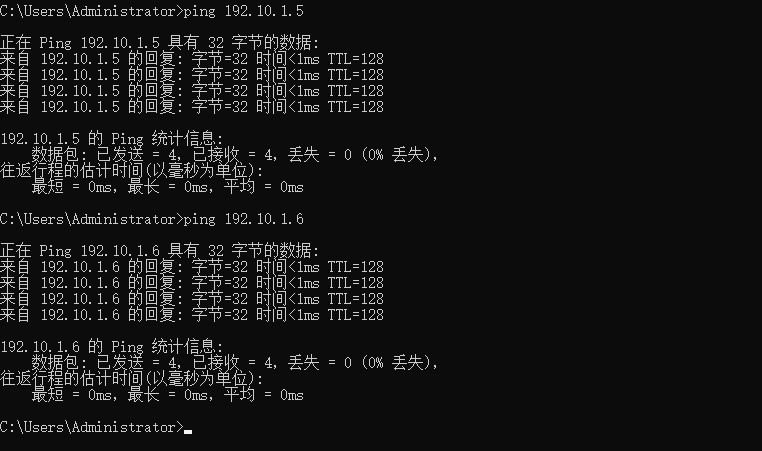 C:\Users\Administrator>ping 192.10.1.5
正在 Ping 192.10.1.5 具有 32 字节的数据:
来自 192.10.1.5 的回复: 字节=32 时间<1ms TTL=128
来自 192.10.1.5 的回复: 字节=32 时间<1ms TTL=128
来自 192.10.1.5 的回复: 字节=32 时间<1ms TTL=128
来自 192.10.1.5 的回复: 字节=32 时间<1ms TTL=128
192.10.1.5 的 Ping 统计信息:
数据包: 已发送 = 4, 已接收 = 4, 丢失 = 0 (0% 丢失),
往返行程的估计时间(以毫秒为单位):
最短 = 0ms, 最长 = 0ms, 平均 = 0ms
C:\Users\Administrator>ping 192.10.1.6
正在 Ping 192.10.1.6 具有 32 字节的数据:
来自 192.10.1.6 的回复: 字节=32 时间<1ms TTL=128
来自 192.10.1.6 的回复: 字节=32 时间<1ms TTL=128
来自 192.10.1.6 的回复: 字节=32 时间<1ms TTL=128
来自 192.10.1.6 的回复: 字节=32 时间<1ms TTL=128
192.10.1.6 的 Ping 统计信息:
数据包: 已发送 = 4, 已接收 = 4, 丢失 = 0 (0% 丢失),
往返行程的估计时间(以毫秒为单位):
最短 = 0ms, 最长 = 0ms, 平均 = 0ms
C:\Users\Administrator>